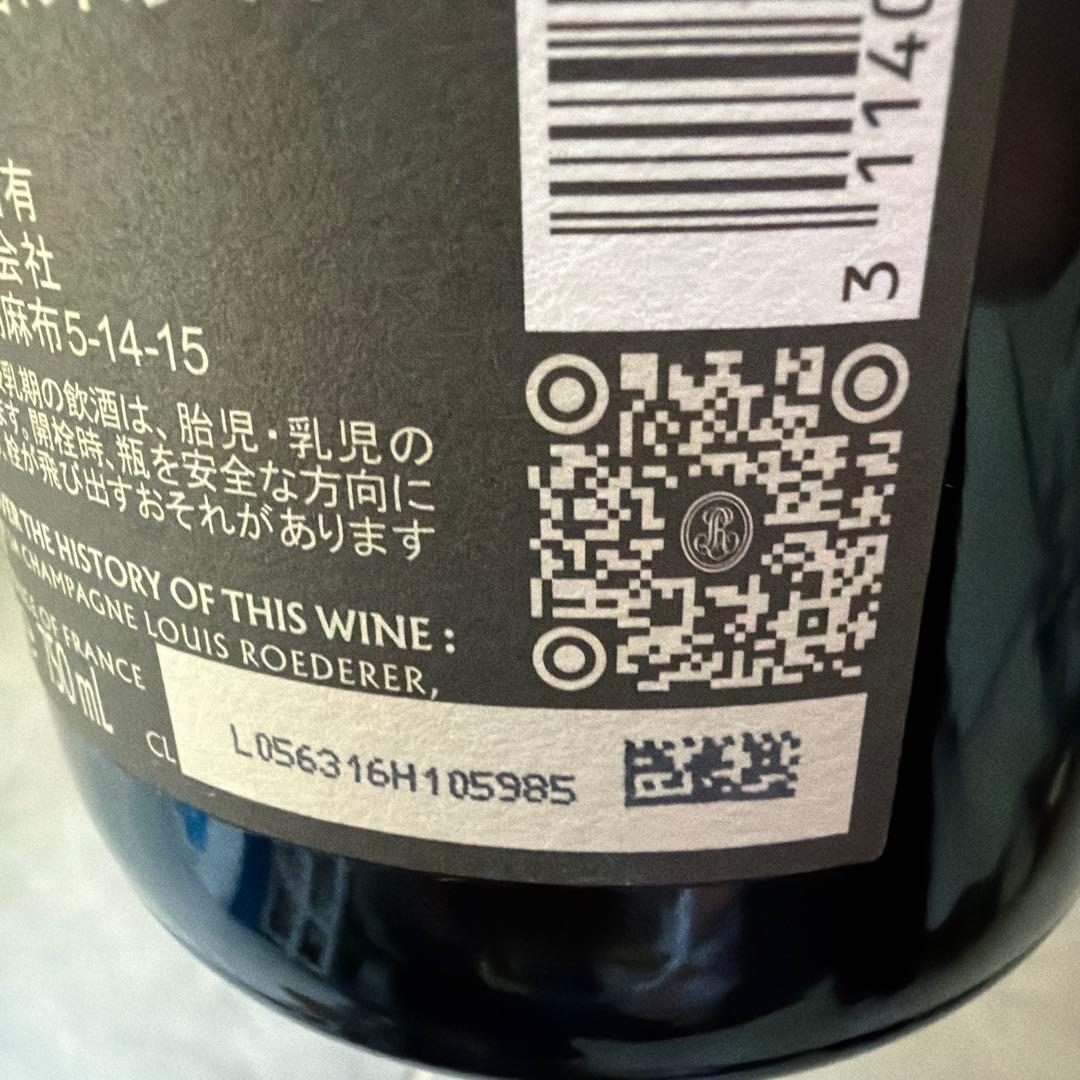 有
会社
麻布5-14-15
乳期の飲酒は、胎児・乳児の
ます。開栓時、瓶を安全な方向に
栓が飛び出すおそれがあります
THE HISTORY OF THIS WINE :
CHAMPAGNE LOUIS ROEDERER,
OF FRANCE
750 mL
CL
L056316H105985
3 1140